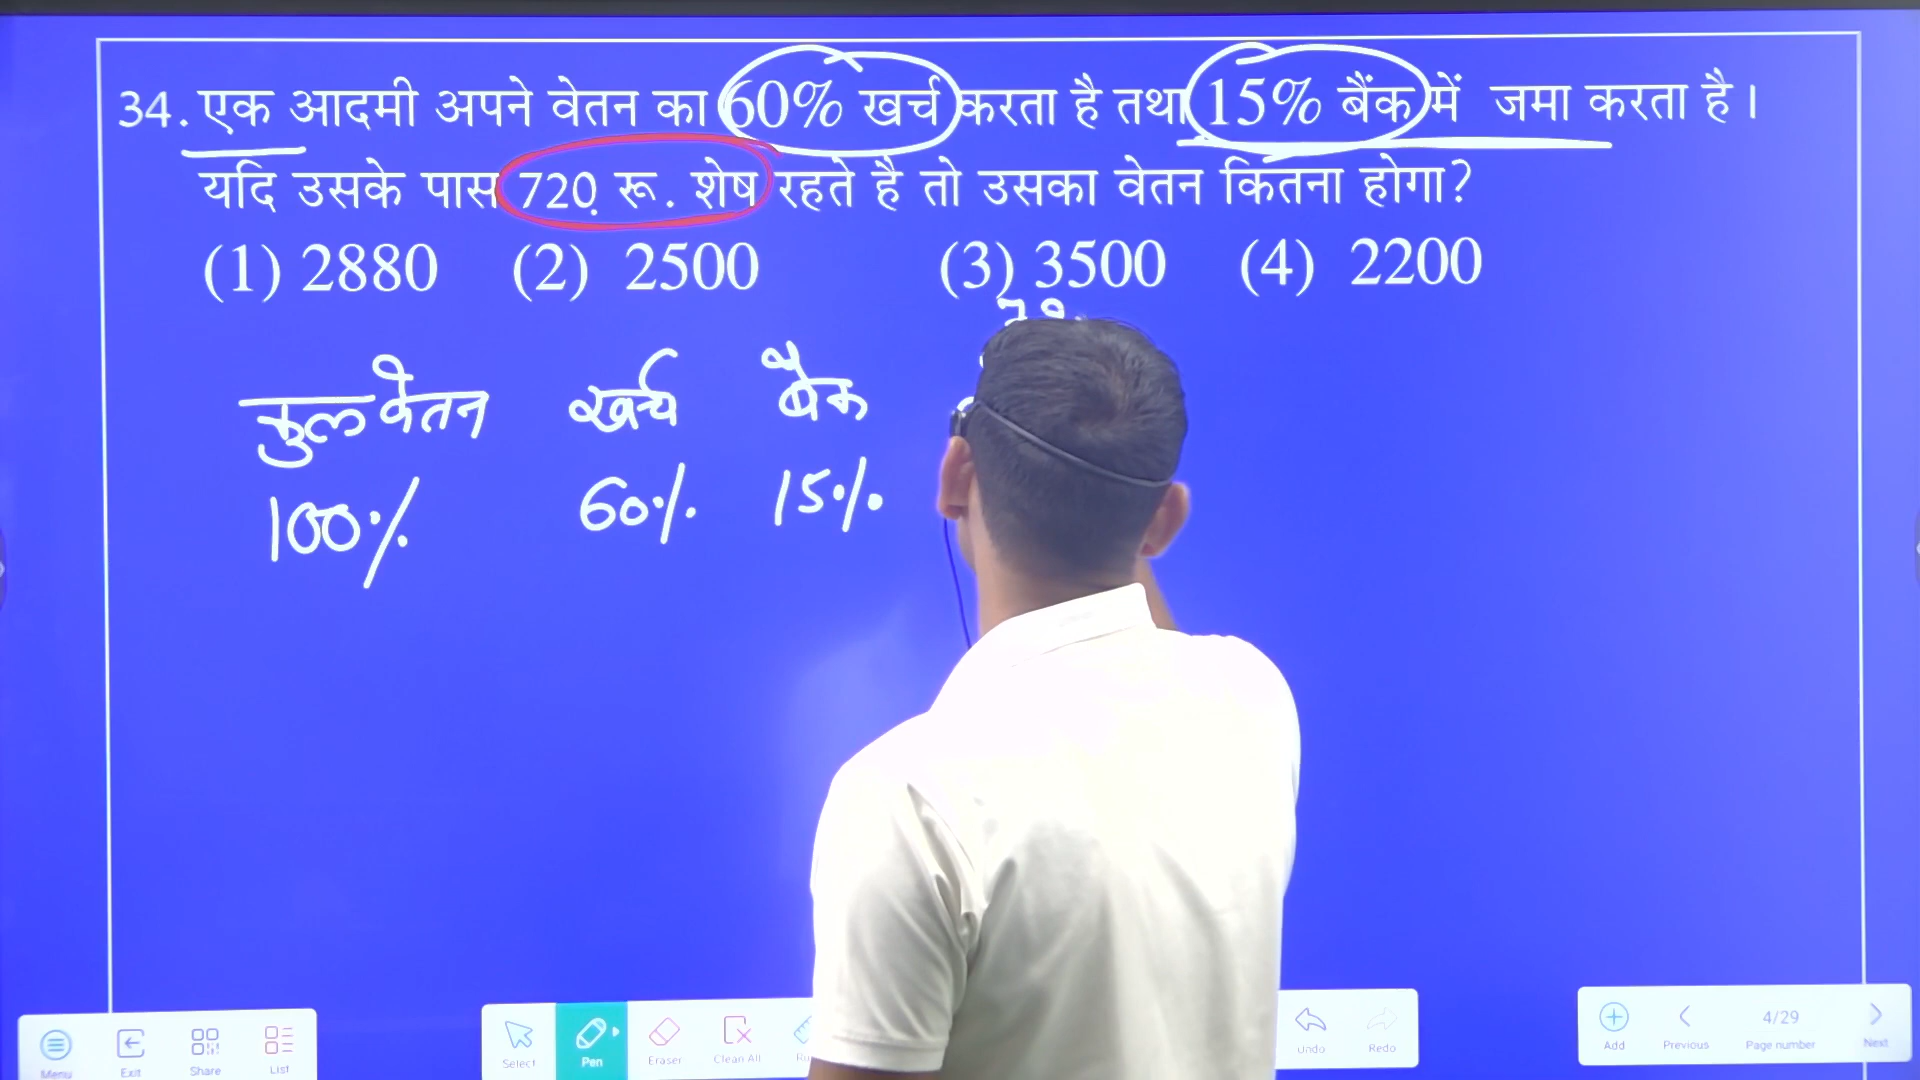 34. एक आदमी अपने वेतन का 60% खर्च करता है तथा 15% बैंक में जमा करता है।
यदि उसके पास 720 रू. शेष रहते है तो उसका वेतन कितना होगा?
(1) 2880 (2) 2500 (3) 3500 (4) 2200
कुल वेतन खर्च बैंक
100% 60% 15%
Menu Exit Share List Select Pen Eraser Clean All Undo Redo Add Previous 4/29 Page number Next